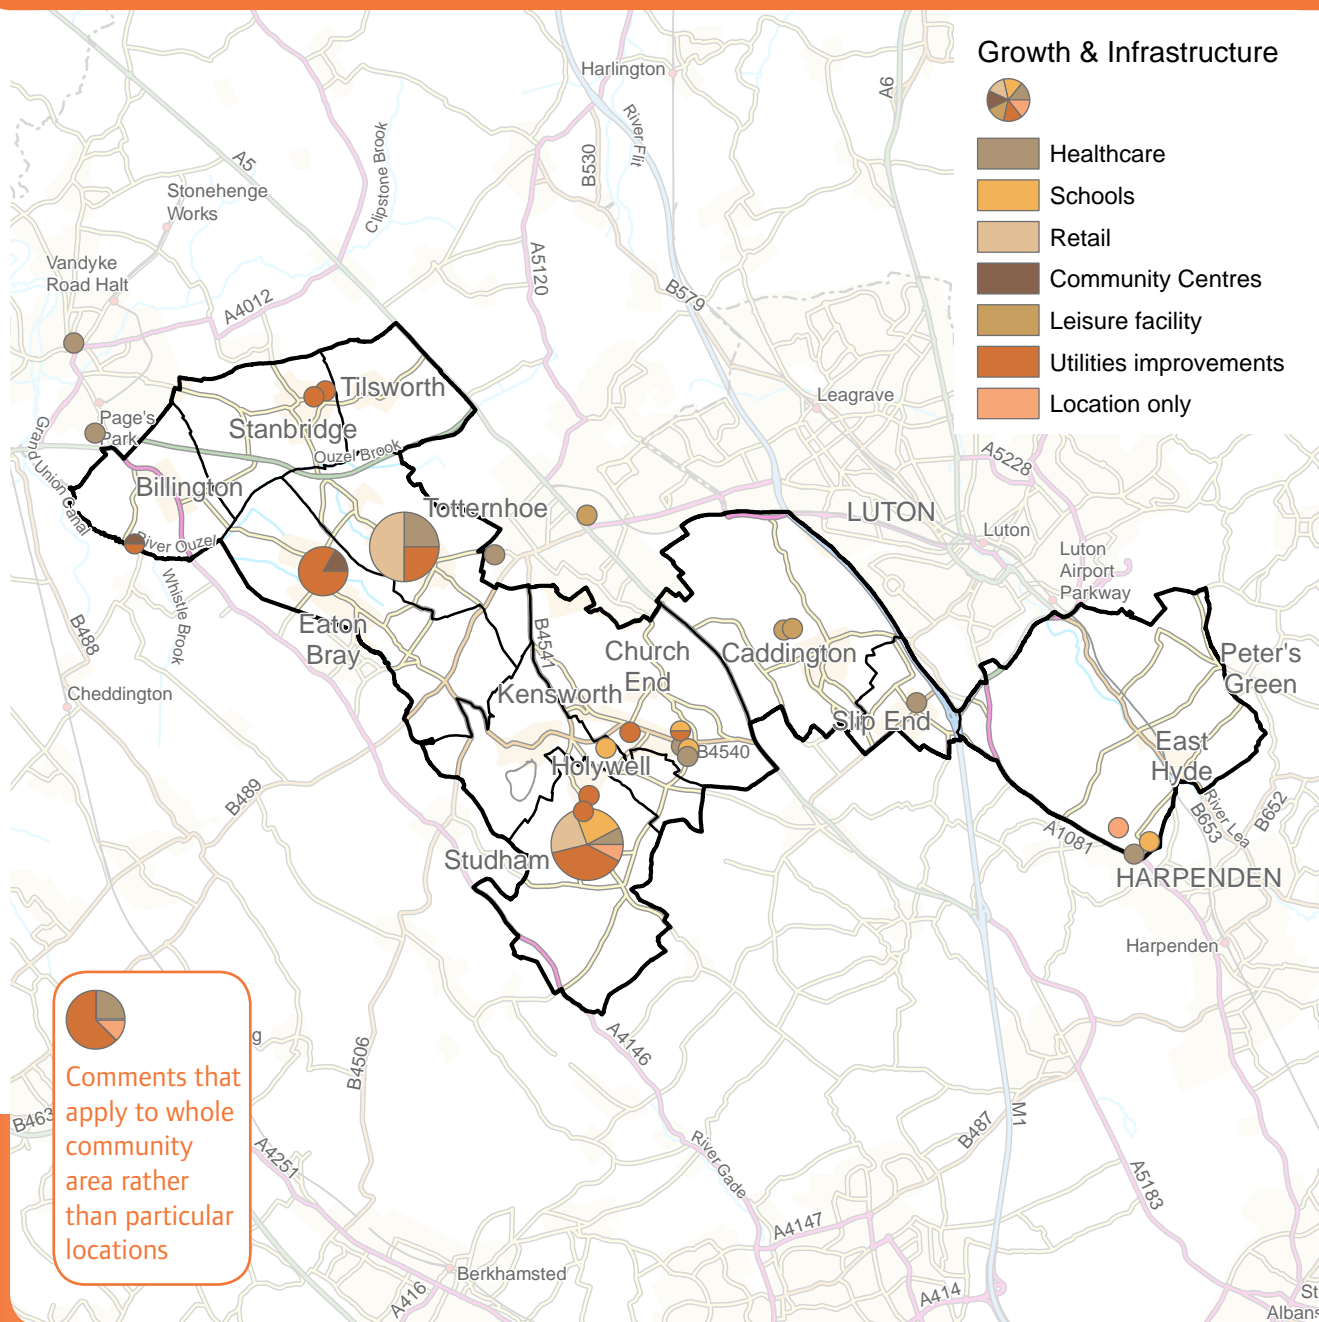 Growth & Infrastructure
Healthcare
Schools
Retail
Community Centres
Leisure facility
Utilities improvements
Location only
Harlington
River Flit
A6
B530
A5
Clipstone Brook
Stonehenge
Works
Vandyke
Road Halt
A4012
A5120
B579
Leagrave
A5228
Page's
Park
Grand Union Canal
Tilsworth
Stanbridge
Ouzel Brook
Billington
Totternhoe
LUTON
Luton
Luton
Airport
Parkway
River Ouzel
Whistle Brook
B488
Eaton
Bray
B4541
Church
End
Caddington
Peter's
Green
Cheddington
Kensworth
Slip End
East
Hyde
B4540
Holywell
B489
River Lea
B653
B652
A1081
Studham
HARPENDEN
Harpenden
g
B4506
A4146
Comments that
apply to whole
community
area rather
than particular
locations
B463
A4251
M1
B487
River Gade
A5183
A4147
Berkhamsted
A416
A414
St
Albans